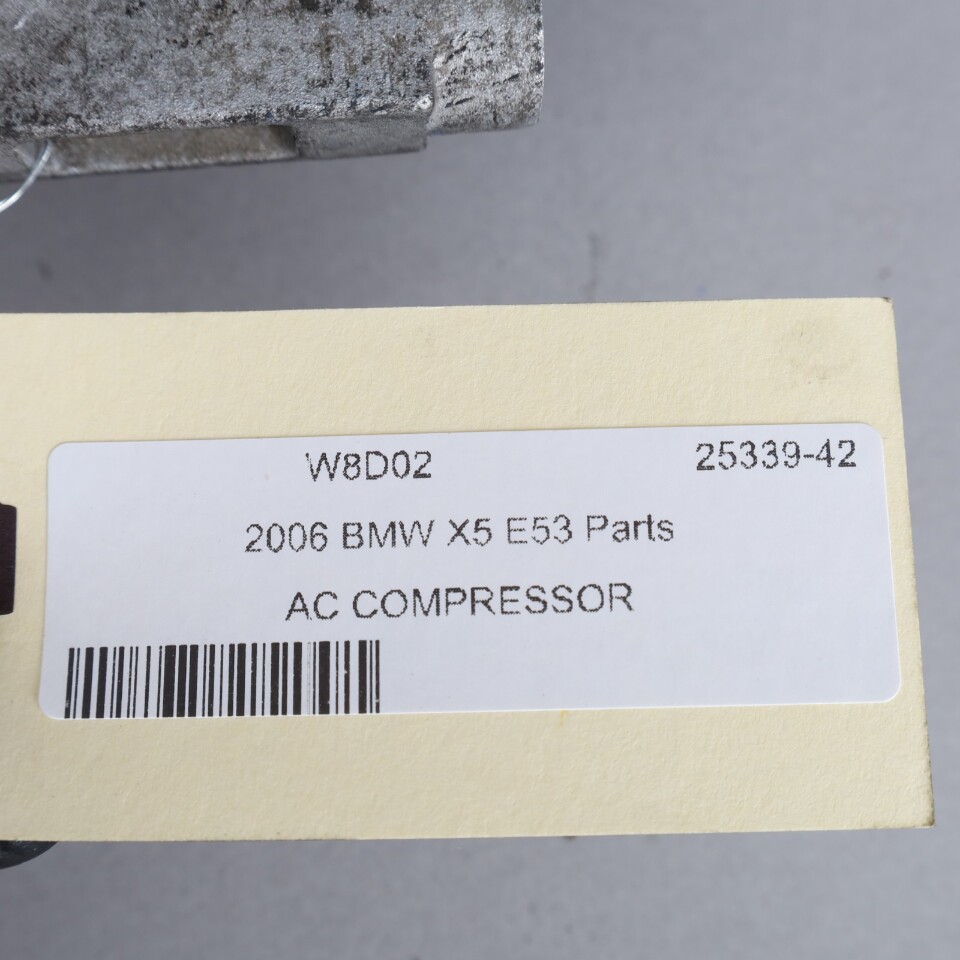 W8D02 25339-42
2006 BMW X5 E53 Parts
AC COMPRESSOR